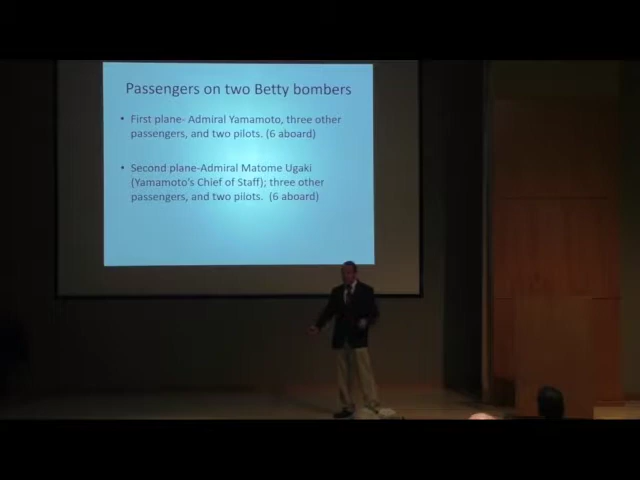 Passengers on two Betty bombers
• First plane- Admiral Yamamoto, three other
passengers, and two pilots. (6 aboard)
• Second plane-Admiral Matome Ugaki
(Yamamoto's Chief of Staff); three other
passengers, and two pilots.  (6 aboard)